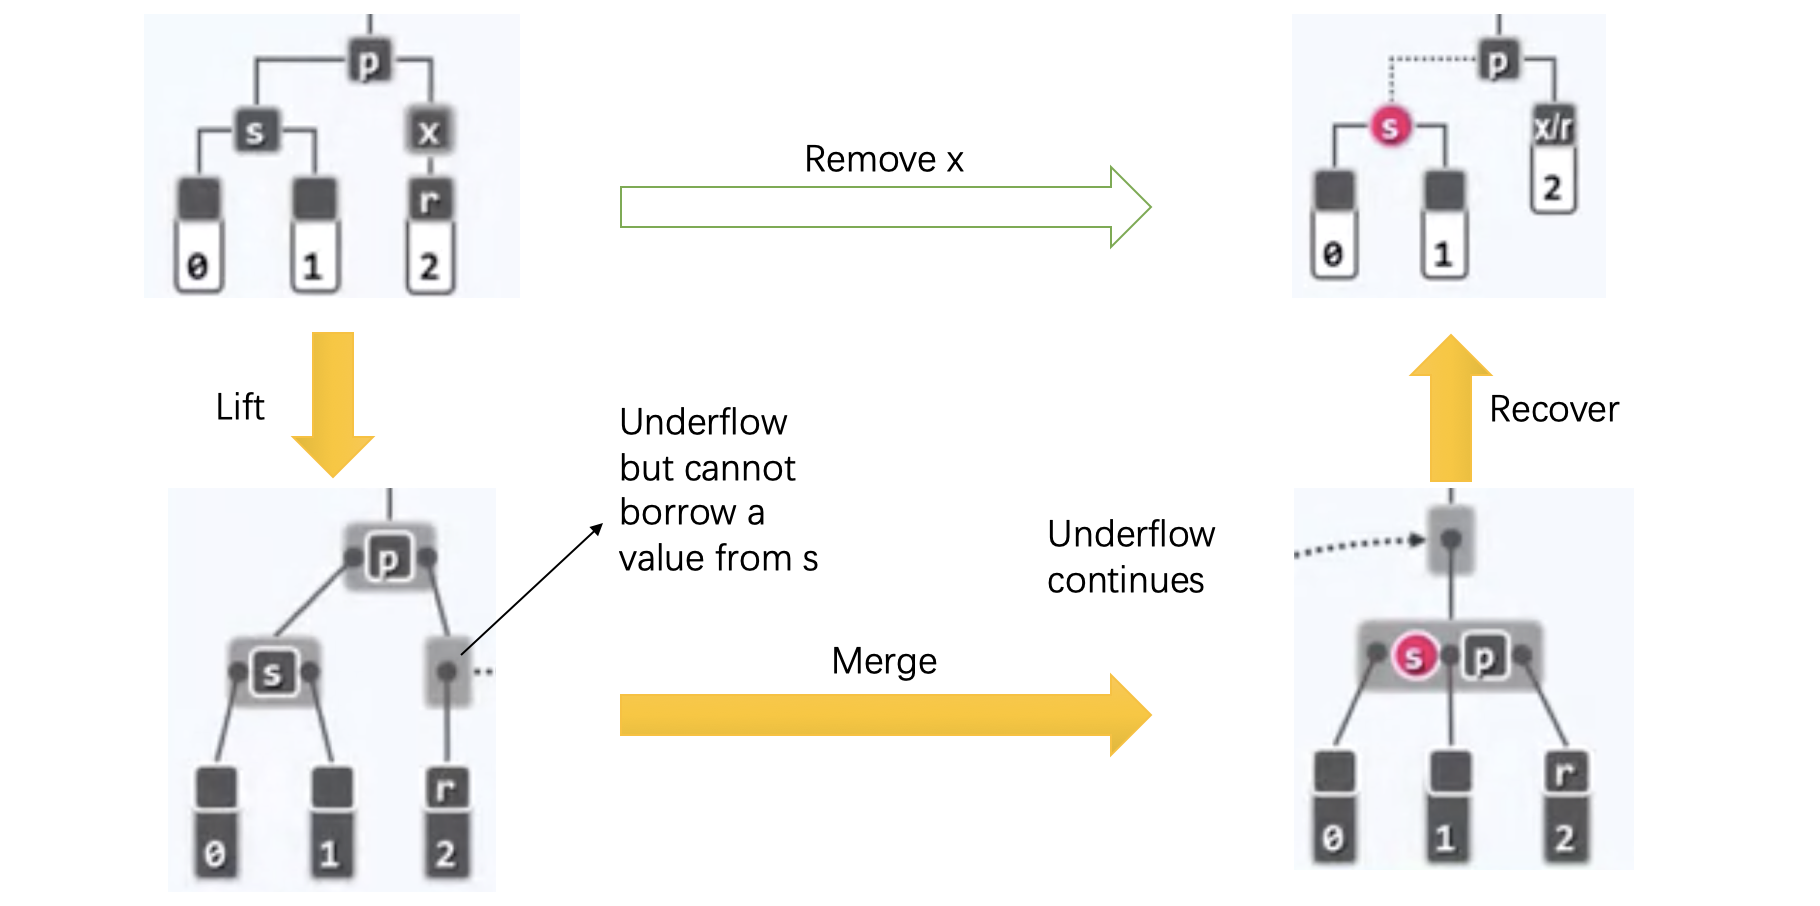 p
s
x
r
0
1
2
Remove x
p
s
x/r
2
0
1
Lift
Underflow
but cannot
borrow a
value from s
Underflow
continues
Recover
p
s
r
0
1
2
Merge
s
p
r
0
1
2